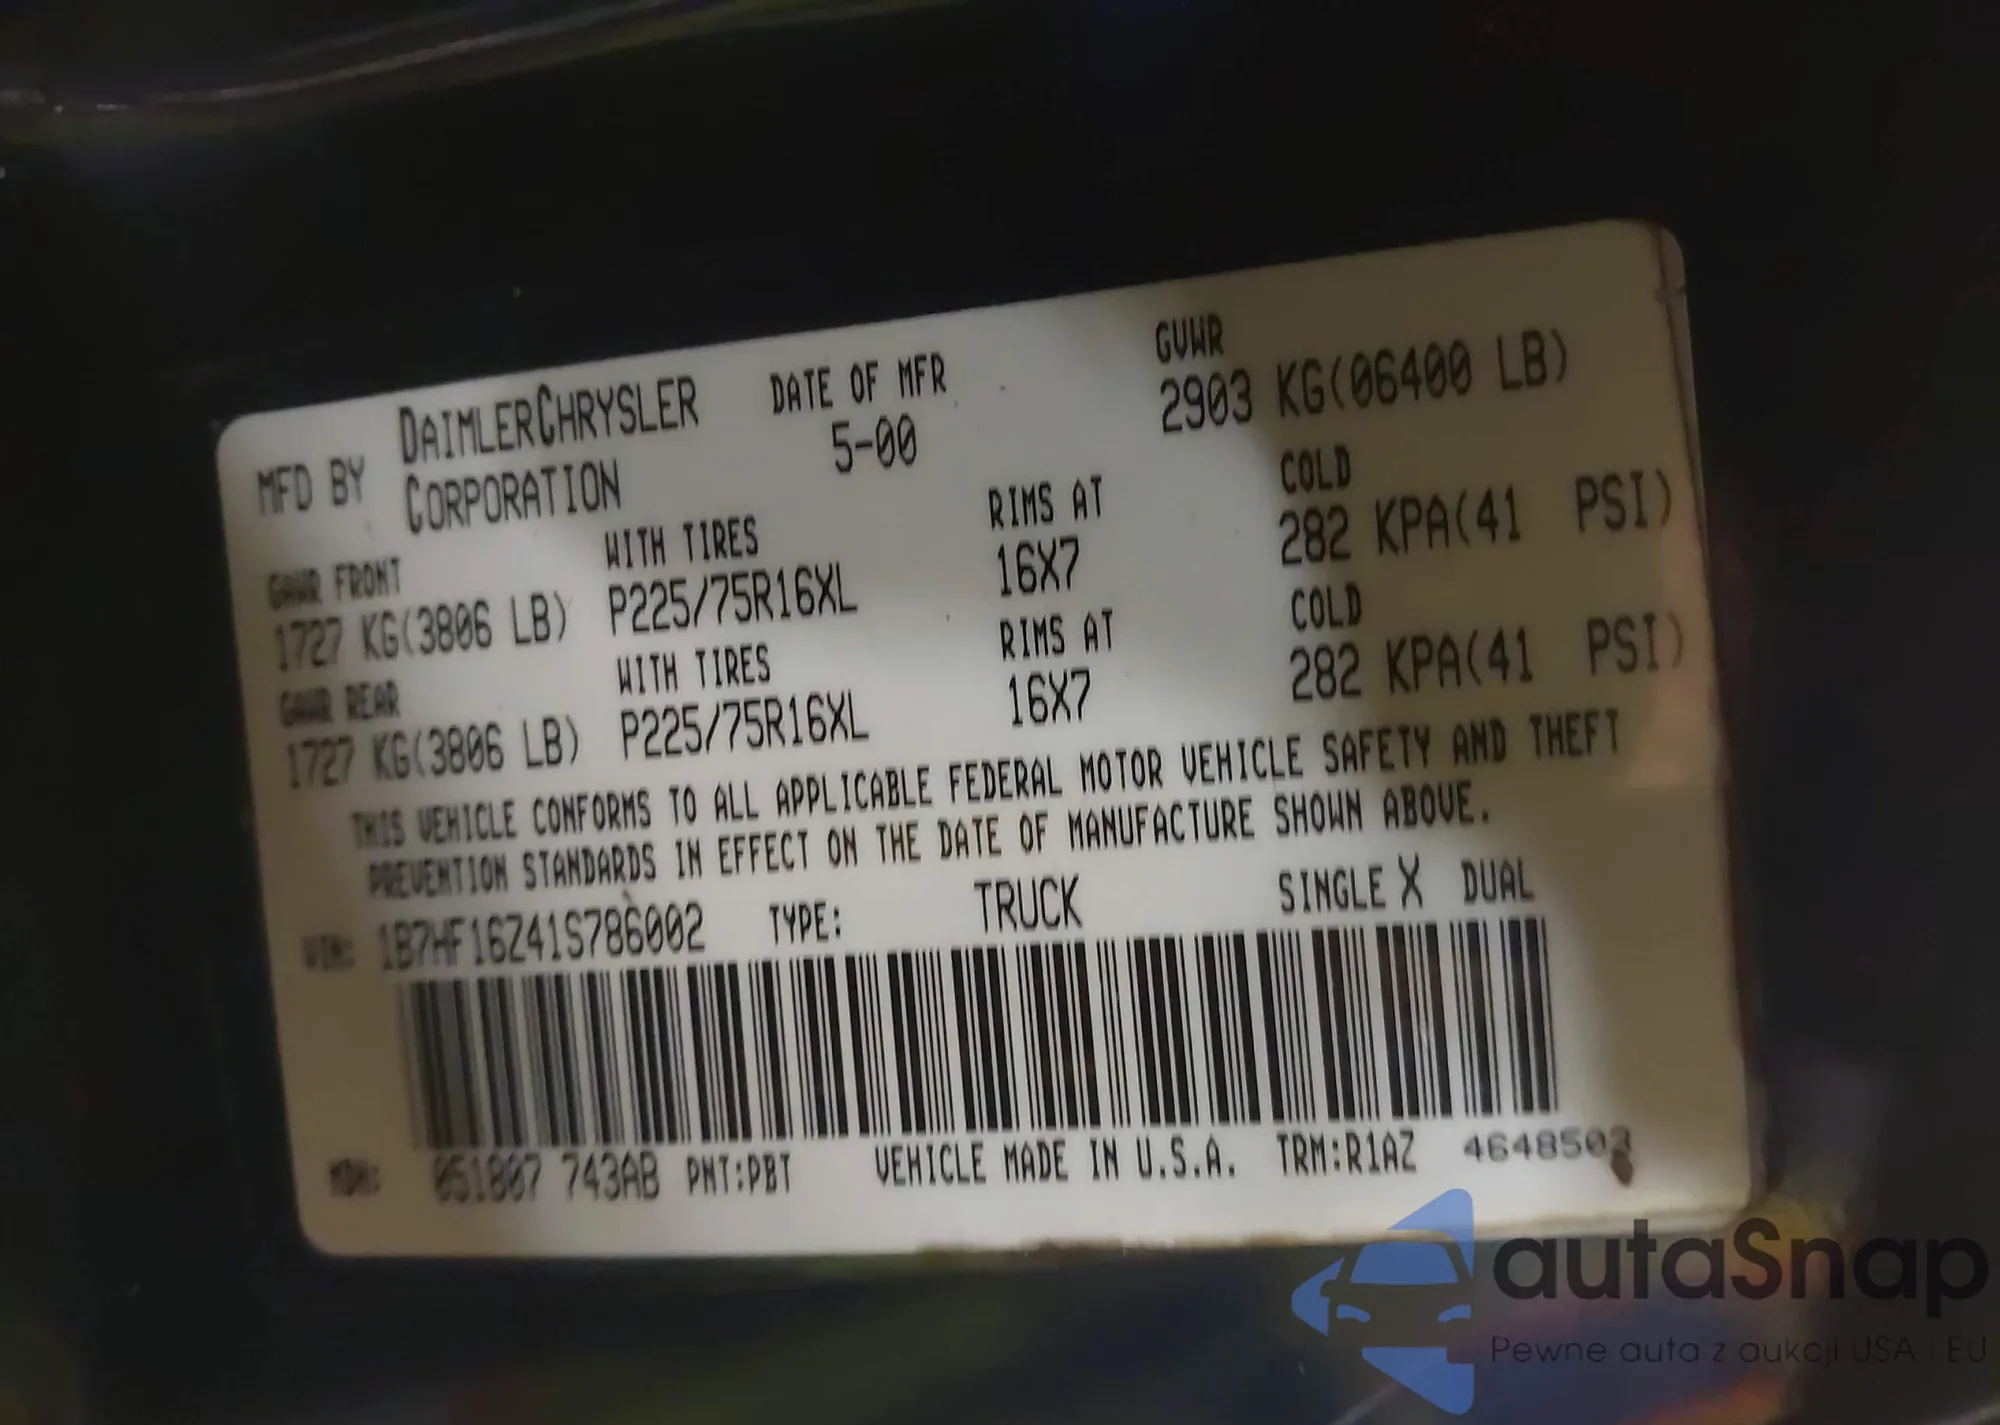 MFD BY DAIMLERCHRYSLER CORPORATION DATE OF MFR 5-00 GVWR 2903 KG(06400 LB)
GAWR FRONT WITH TIRES RIMS AT COLD
1727 KG(3806 LB) P225/75R16XL 16X7 282 KPA(41 PSI)
GAWR REAR WITH TIRES RIMS AT COLD
1727 KG(3806 LB) P225/75R16XL 16X7 282 KPA(41 PSI)
THIS VEHICLE CONFORMS TO ALL APPLICABLE FEDERAL MOTOR VEHICLE SAFETY AND THEFT
PREVENTION STANDARDS IN EFFECT ON THE DATE OF MANUFACTURE SHOWN ABOVE.
VIN: 1B7HF16Z41S786002 TYPE: TRUCK SINGLE X DUAL
MDH: 051807 743AB PNT:PBT VEHICLE MADE IN U.S.A. TRM:R1AZ 4648503
autaSnap
Pewne auta z aukcji USA i EU